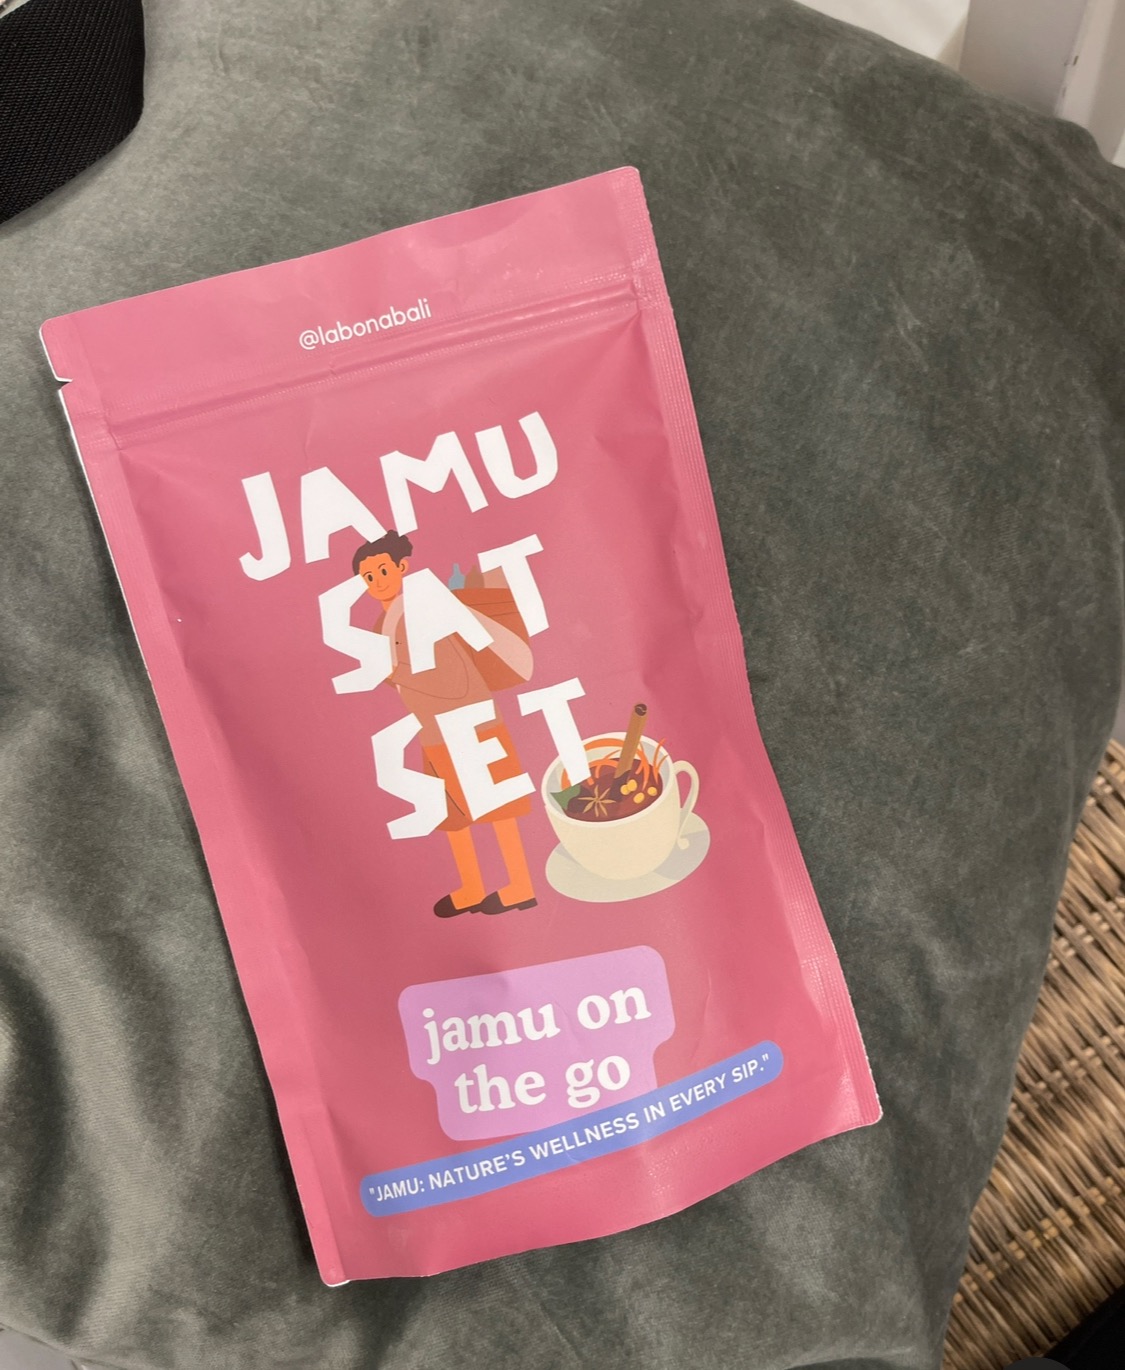 @labonabali
JAMU
SAT
SET
jamu on
the go
"JAMU: NATURE'S WELLNESS IN EVERY SIP."